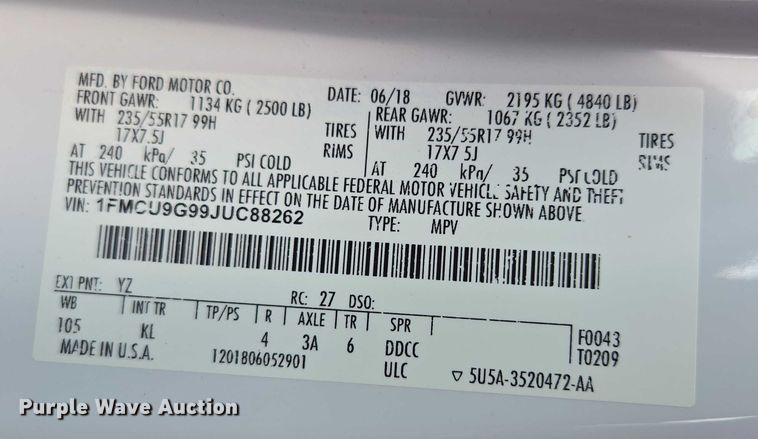 MFD. BY FORD MOTOR CO. DATE: 06/18 GVWR: 2195 KG ( 4840 LB)
FRONT GAWR: 1134 KG ( 2500 LB) REAR GAWR: 1067 KG ( 2352 LB)
WITH 235/55R17 99H TIRES WITH 235/55R17 99H TIRES
17X7.5J RIMS 17X7.5J RIMS
AT 240 kPa/ 35 PSI COLD AT 240 kPa/ 35 PSI COLD
THIS VEHICLE CONFORMS TO ALL APPLICABLE FEDERAL MOTOR VEHICLE SAFETY AND THEFT
PREVENTION STANDARDS IN EFFECT ON THE DATE OF MANUFACTURE SHOWN ABOVE.
VIN: 1FMCU9G99JUC88262 TYPE: MPV
EXT PNT: YZ RC: 27 DSO:
WB INT TR TP/PS R AXLE TR SPR F0043
105 KL 4 3A 6 DDCC T0209
MADE IN U.S.A. 1201806052901 ULC ▽ 5U5A-3520472-AA
Purple Wave Auction